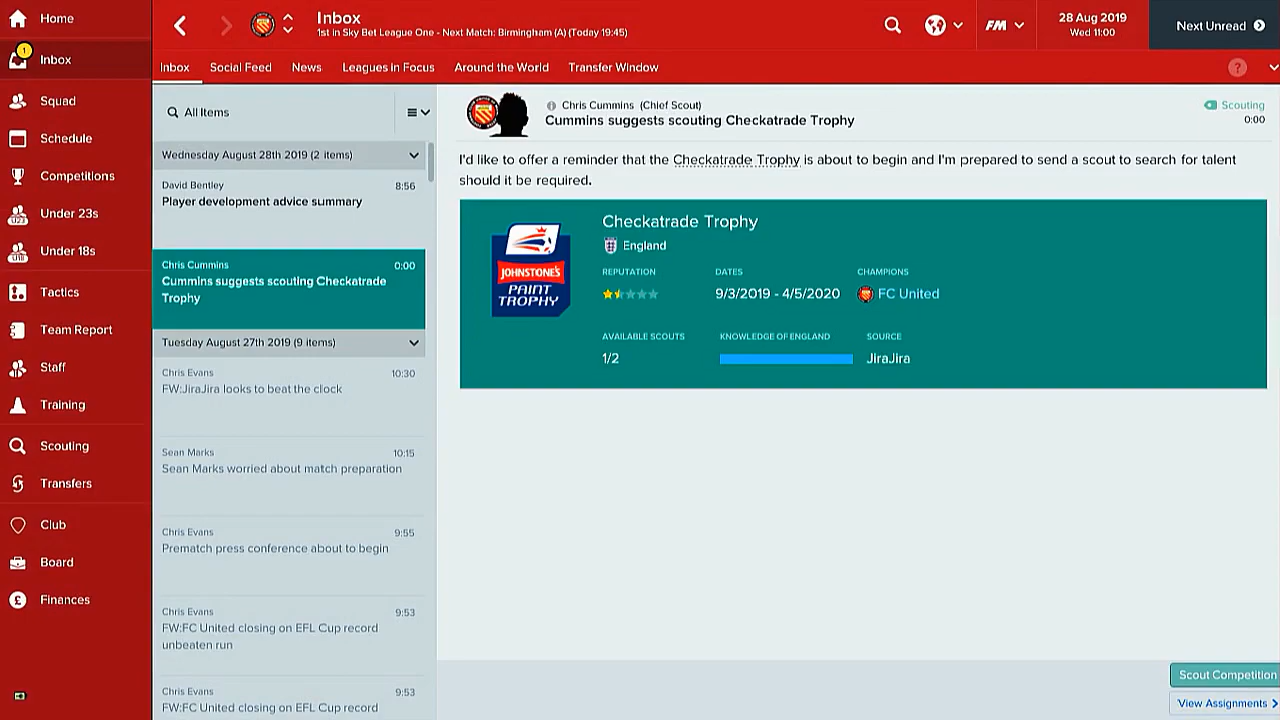 Home
Inbox
1
Squad
Schedule
Competitions
Under 23s
Under 18s
Tactics
Team Report
Staff
Training
Scouting
Transfers
Club
Board
Finances
Inbox
1st in Sky Bet League One - Next Match: Birmingham (A) (Today 19:45)
FM
28 Aug 2019
Wed 11:00
Next Unread
Inbox Social Feed News Leagues in Focus Around the World Transfer Window
?
All Items
Wednesday August 28th 2019 (2 items)
David Bentley 8:56
Player development advice summary
Chris Cummins 0:00
Cummins suggests scouting Checkatrade
Trophy
Tuesday August 27th 2019 (9 items)
Chris Evans 10:30
FW:JiraJira looks to beat the clock
Sean Marks 10:15
Sean Marks worried about match preparation
Chris Evans 9:55
Prematch press conference about to begin
Chris Evans 9:53
FW:FC United closing on EFL Cup record
unbeaten run
Chris Evans 9:53
FW:FC United closing on EFL Cup record
Chris Cummins (Chief Scout)
Cummins suggests scouting Checkatrade Trophy
Scouting
0:00
I'd like to offer a reminder that the Checkatrade Trophy is about to begin and I'm prepared to send a scout to search for talent
should it be required.
JOHNSTONE'S
PAINT
TROPHY
Checkatrade Trophy
England
REPUTATION DATES CHAMPIONS
9/3/2019 - 4/5/2020 FC United
AVAILABLE SCOUTS KNOWLEDGE OF ENGLAND SOURCE
1/2 JiraJira
Scout Competition
View Assignments